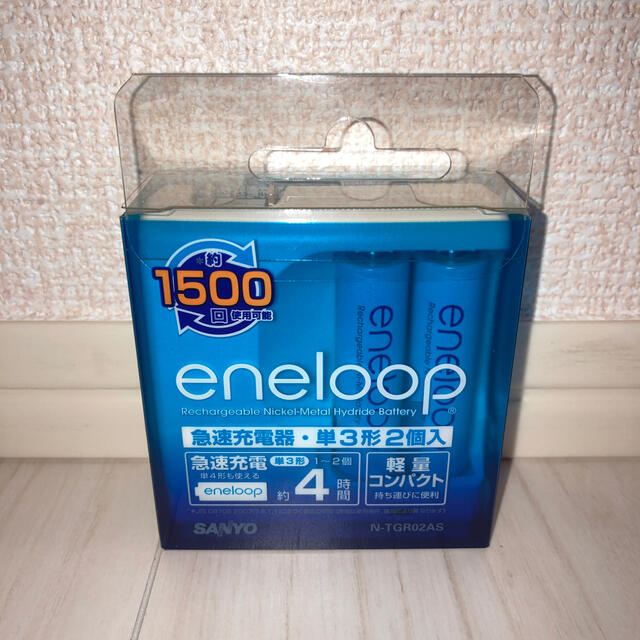 ※約
1500
回 使用可能
eneloop
Rechargeable
eneloop
Rechargeable
eneloop®
Rechargeable Nickel-Metal Hydride Battery
急速充電器・単3形2個入
急速充電
単4形も使える
eneloop
単3形 1〜2個
約4時間
軽量
コンパクト
持ち運びに便利
SANYO
N-TGR02AS